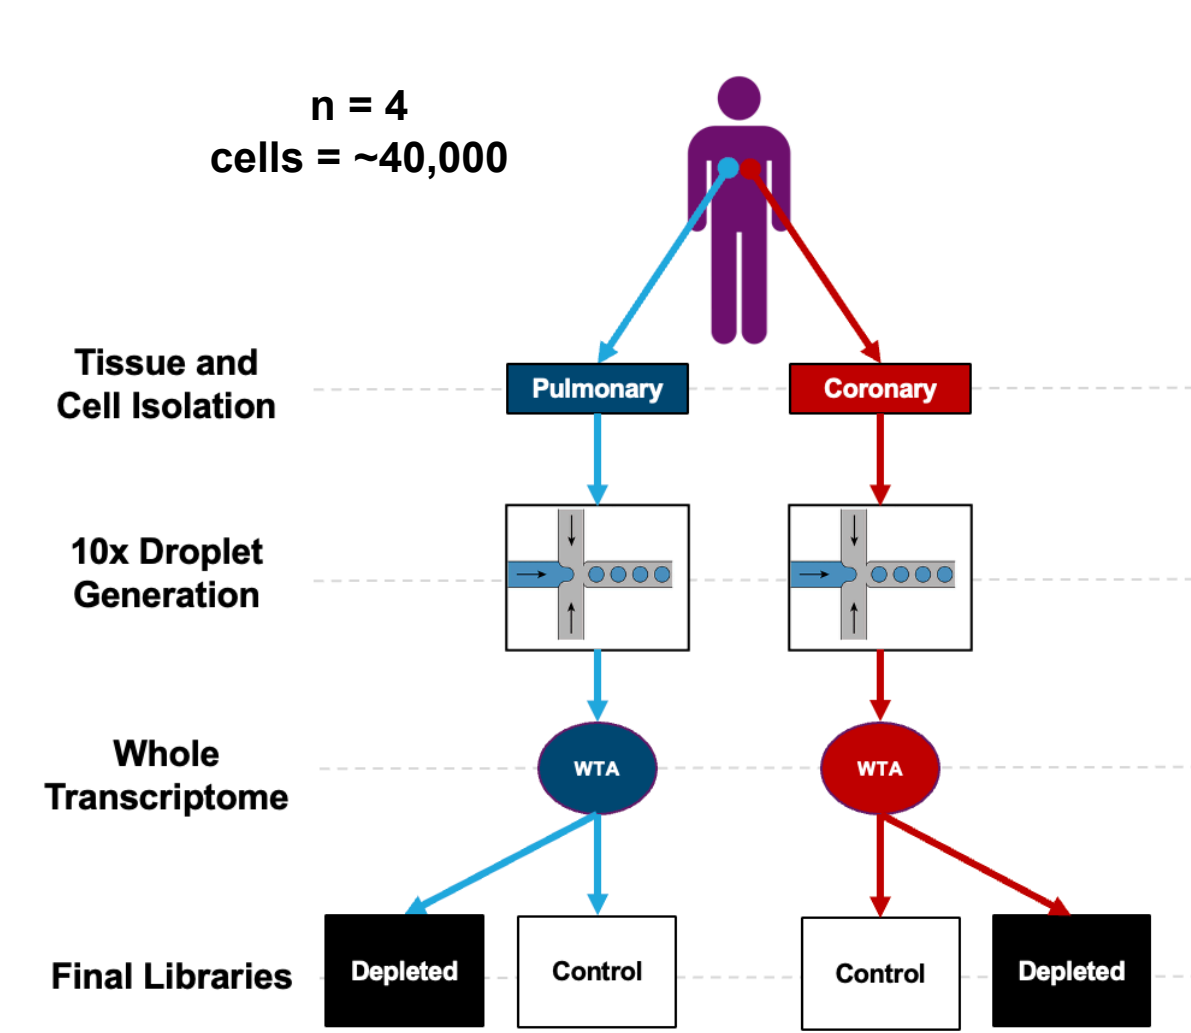 n = 4
cells = ~40,000
Tissue and
Cell Isolation
Pulmonary
Coronary
10x Droplet
Generation
Whole
Transcriptome
WTA
WTA
Final Libraries
Depleted
Control
Control
Depleted